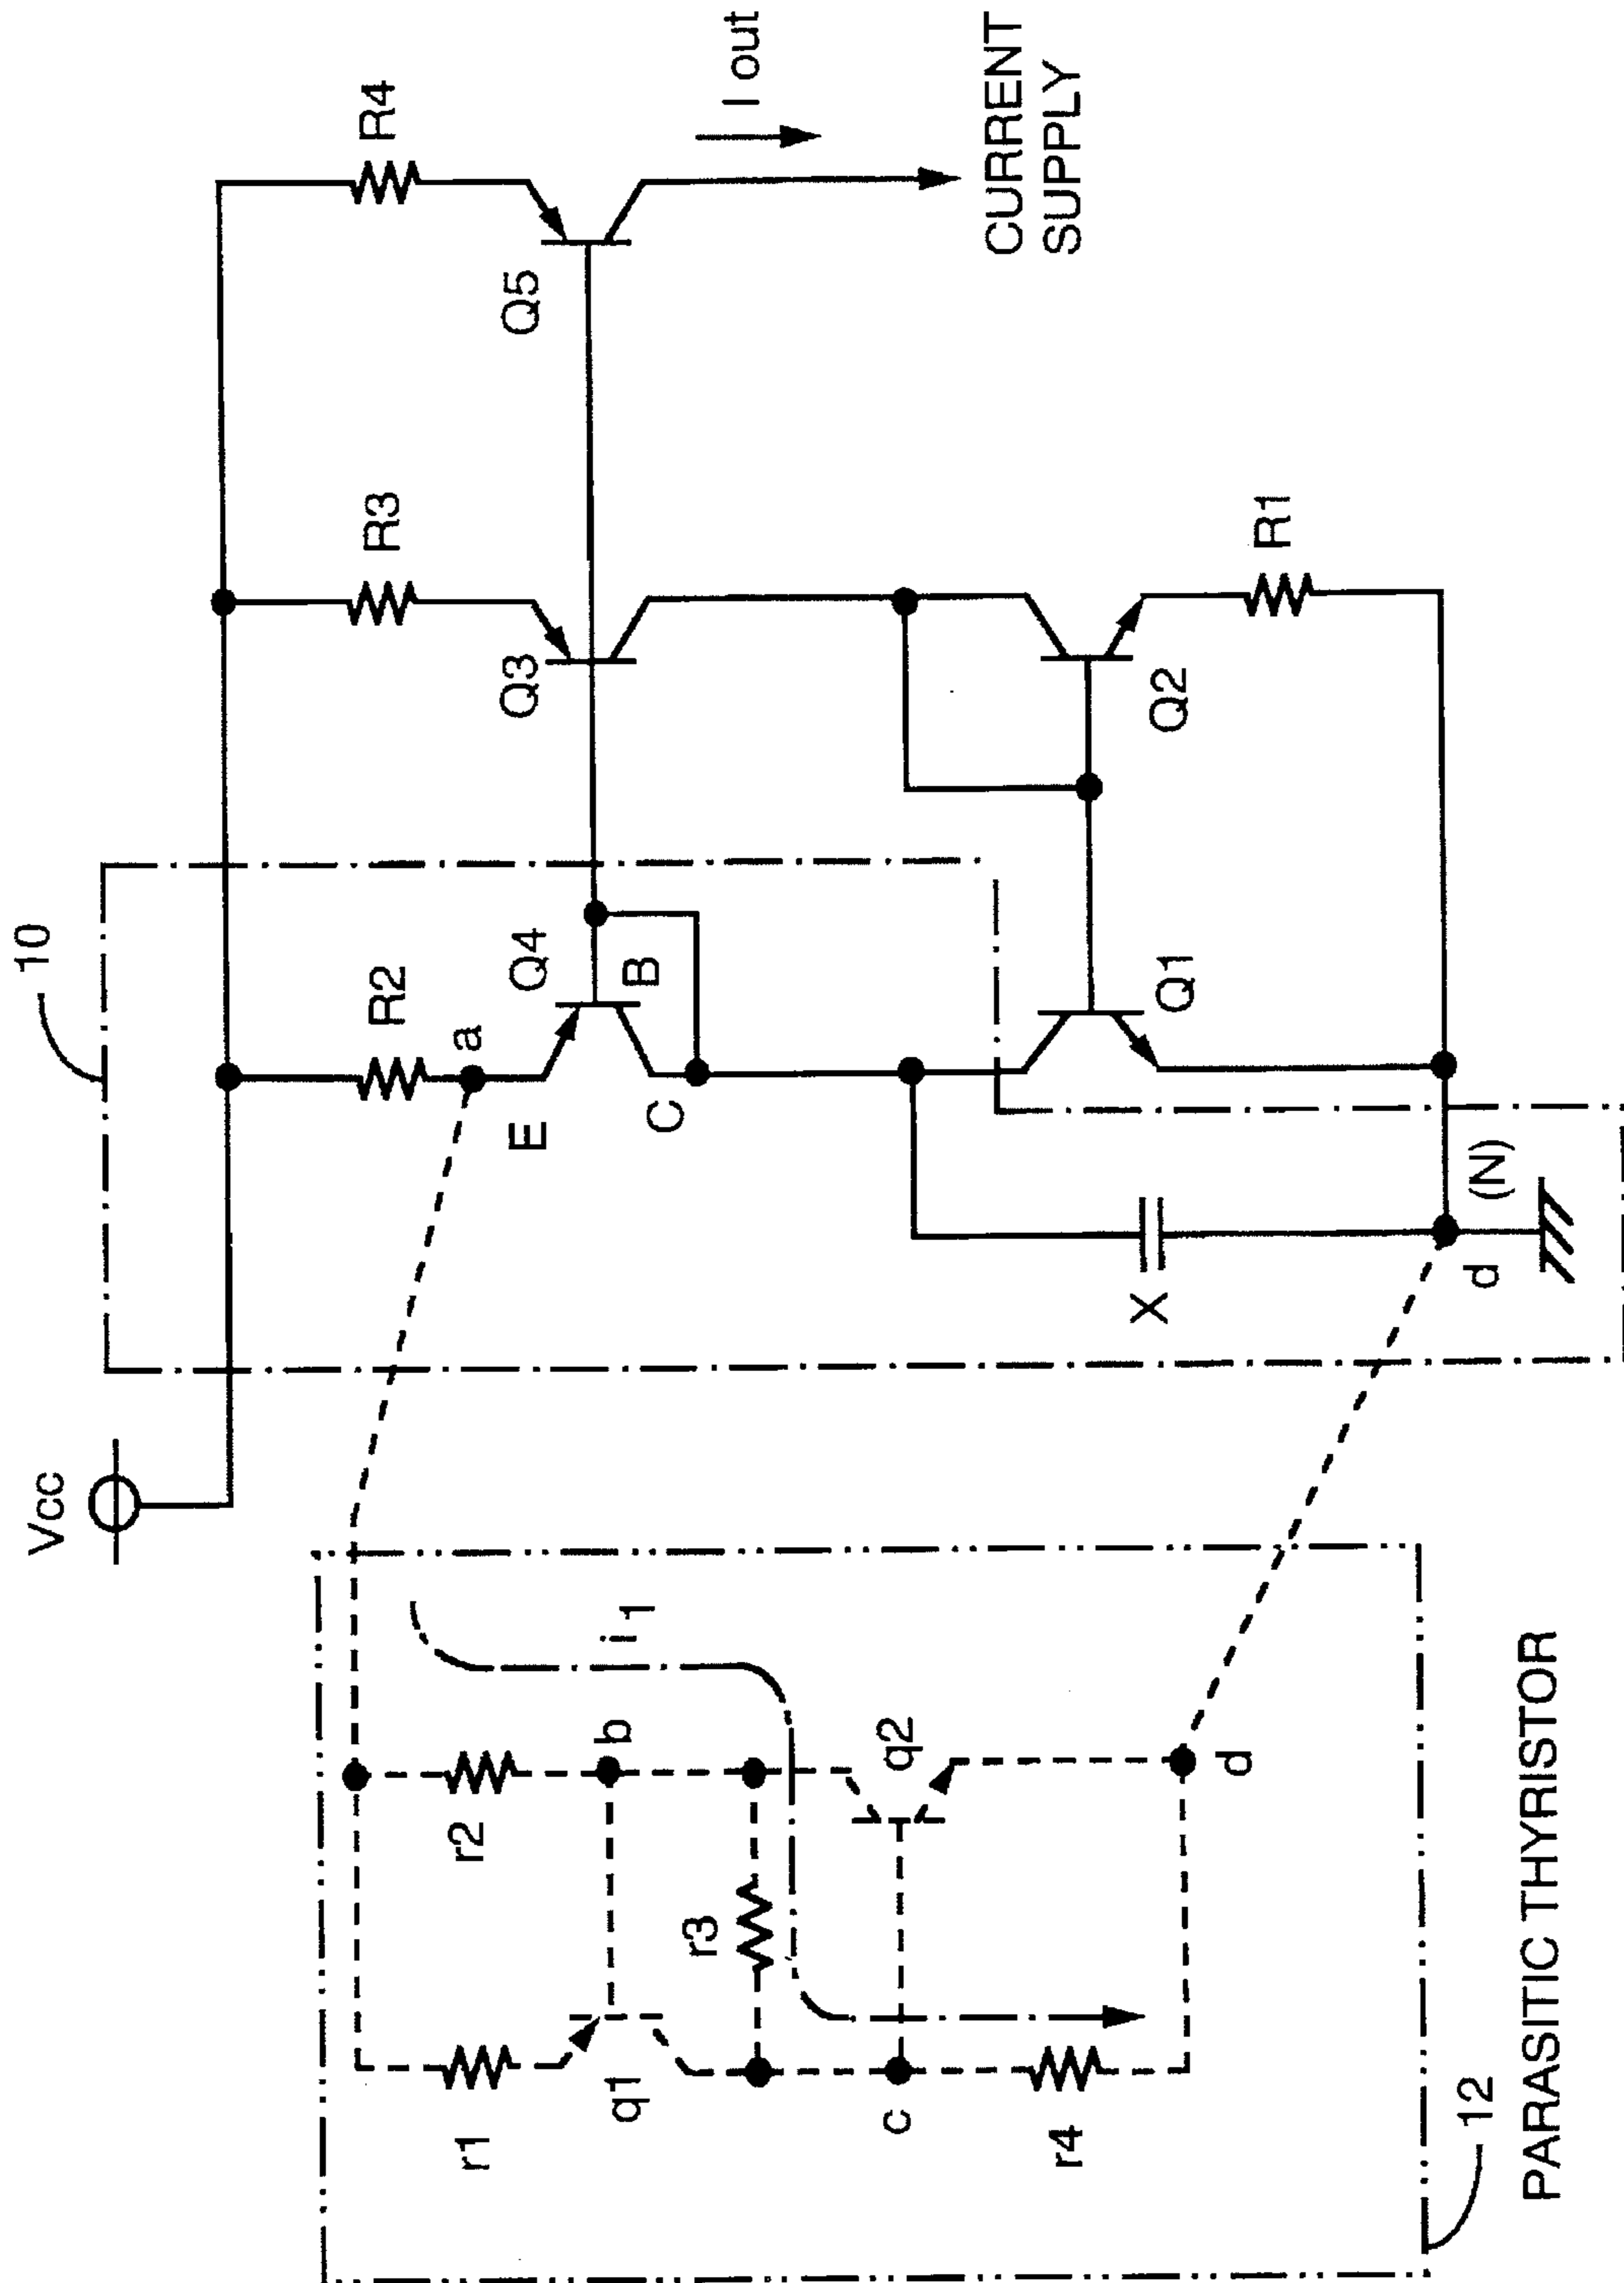 10
Vcc
R2
R3
R4
a
E
Q4
B
C
Q3
Q5
I out
CURRENT
SUPPLY
X
Q1
Q2
R1
d
(N)
r1
r2
q1
b
i1
r3
c
q2
r4
d
12
PARASITIC THYRISTOR